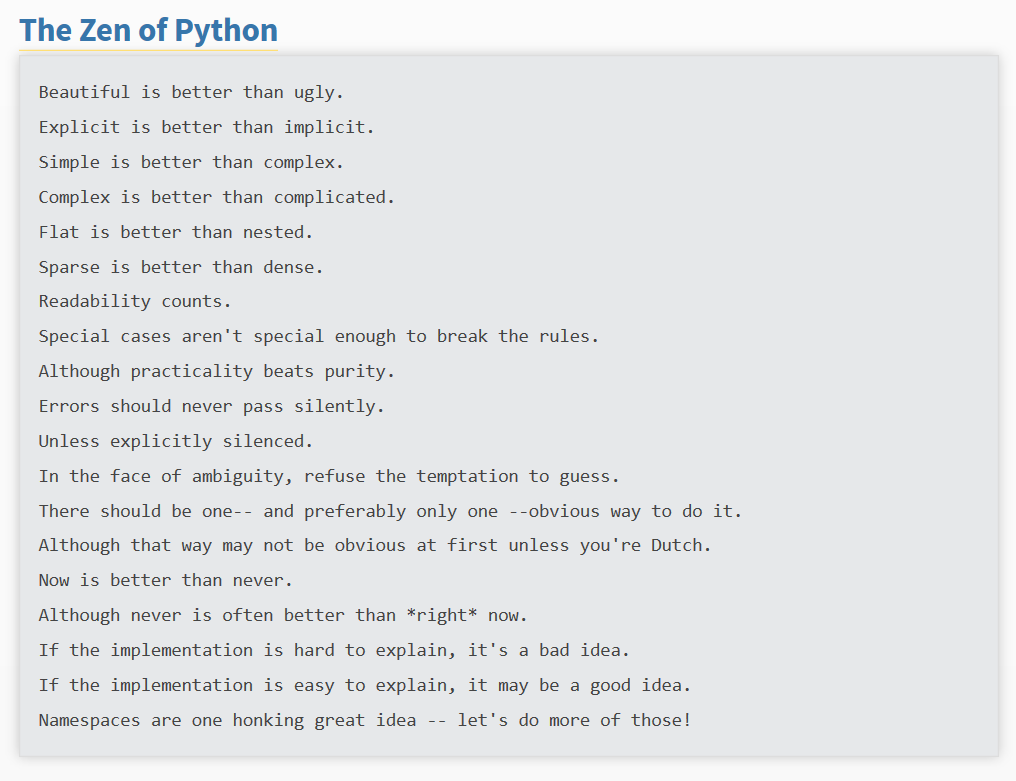 The Zen of Python
Beautiful is better than ugly.
Explicit is better than implicit.
Simple is better than complex.
Complex is better than complicated.
Flat is better than nested.
Sparse is better than dense.
Readability counts.
Special cases aren't special enough to break the rules.
Although practicality beats purity.
Errors should never pass silently.
Unless explicitly silenced.
In the face of ambiguity, refuse the temptation to guess.
There should be one-- and preferably only one --obvious way to do it.
Although that way may not be obvious at first unless you're Dutch.
Now is better than never.
Although never is often better than *right* now.
If the implementation is hard to explain, it's a bad idea.
If the implementation is easy to explain, it may be a good idea.
Namespaces are one honking great idea -- let's do more of those!